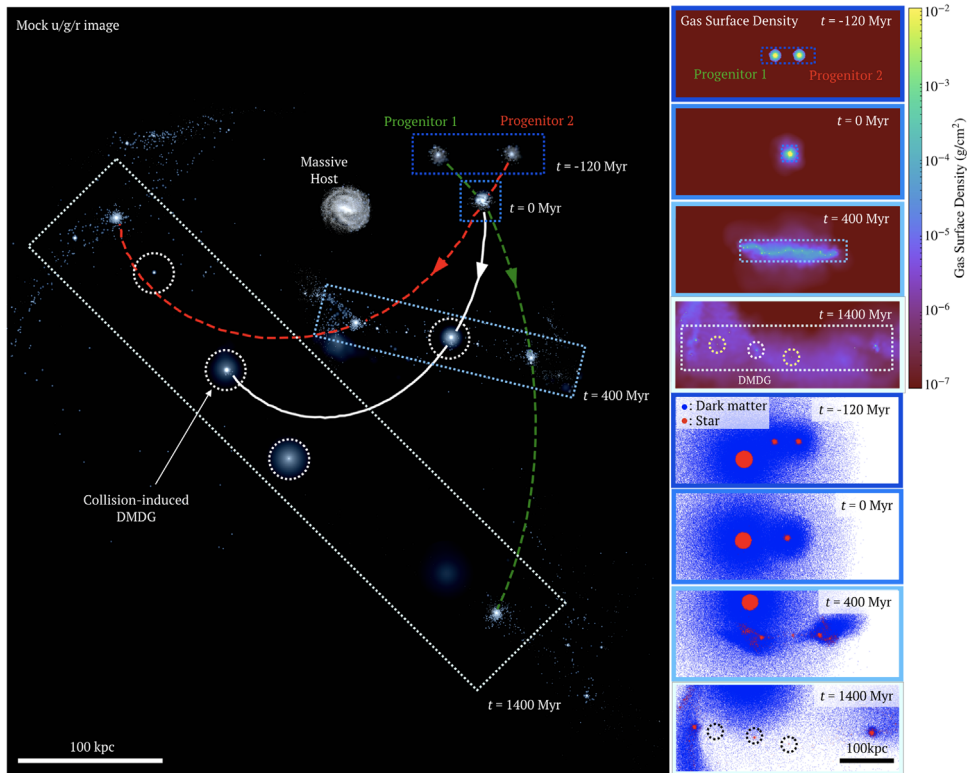 Mock u/g/r image
Progenitor 1
Progenitor 2
t = -120 Myr
Massive
Host
t = 0 Myr
t = 400 Myr
Collision-induced
DMDG
t = 1400 Myr
100 kpc
Gas Surface Density
t = -120 Myr
Progenitor 1
Progenitor 2
t = 0 Myr
t = 400 Myr
t = 1400 Myr
DMDG
10⁻²
10⁻³
10⁻⁴
10⁻⁵
10⁻⁶
10⁻⁷
Gas Surface Density (g/cm²)
: Dark matter
: Star
t = -120 Myr
t = 0 Myr
t = 400 Myr
t = 1400 Myr
100kpc